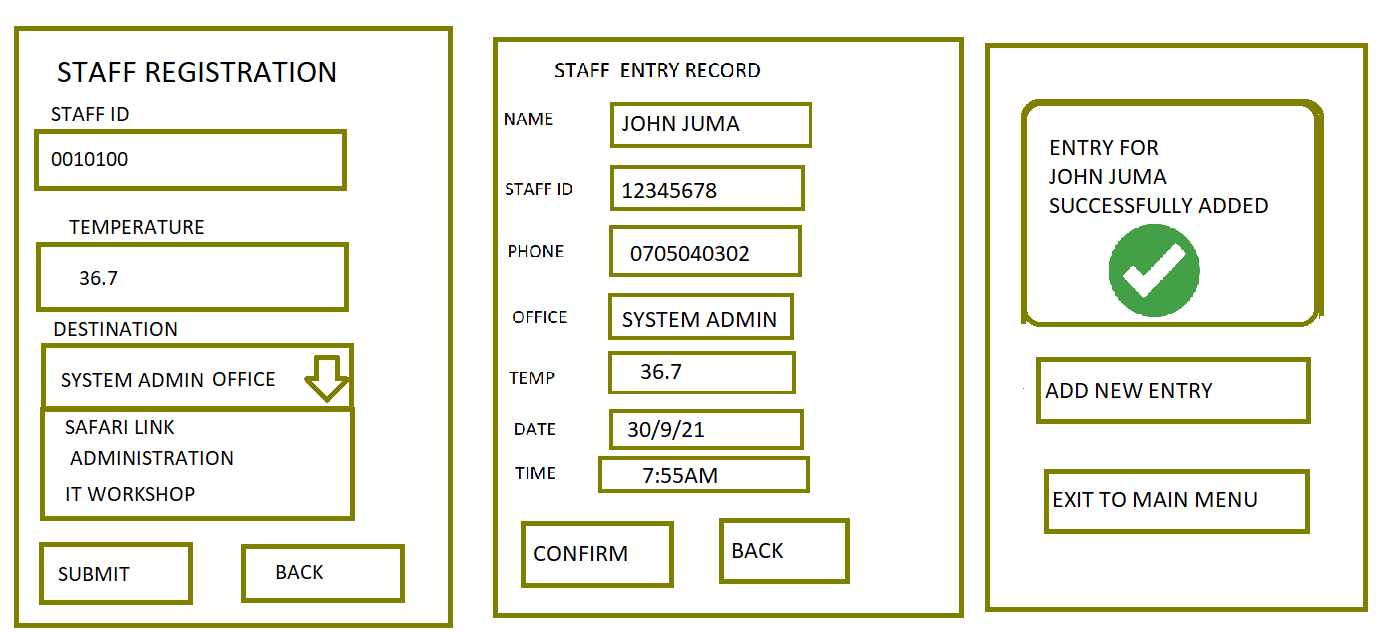 STAFF REGISTRATION
STAFF ID
0010100
TEMPERATURE
36.7
DESTINATION
SYSTEM ADMIN OFFICE
SAFARI LINK
ADMINISTRATION
IT WORKSHOP
SUBMIT
BACK
STAFF ENTRY RECORD
NAME
JOHN JUMA
STAFF ID
12345678
PHONE
0705040302
OFFICE
SYSTEM ADMIN
TEMP
36.7
DATE
30/9/21
TIME
7:55AM
CONFIRM
BACK
ENTRY FOR
JOHN JUMA
SUCCESSFULLY ADDED
ADD NEW ENTRY
EXIT TO MAIN MENU